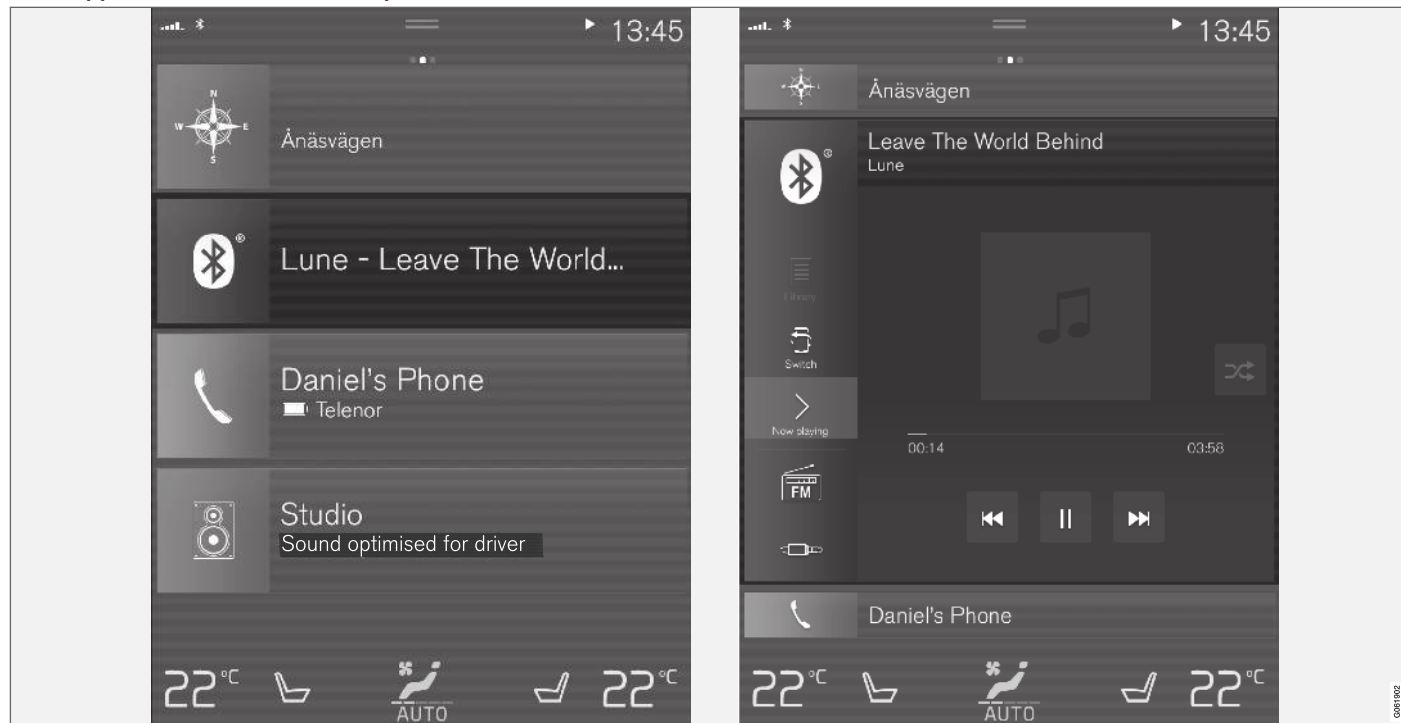 13:45
N
W E
S
Ånäsvägen
Lune - Leave The World...
Daniel's Phone
Telenor
Studio
Sound optimised for driver
22°C
AUTO
22°C
13:45
Ånäsvägen
Leave The World Behind
Lune
Library
Switch
Now playing
00:14
03:58
FM
Daniel's Phone
22°C
AUTO
22°C
G061902